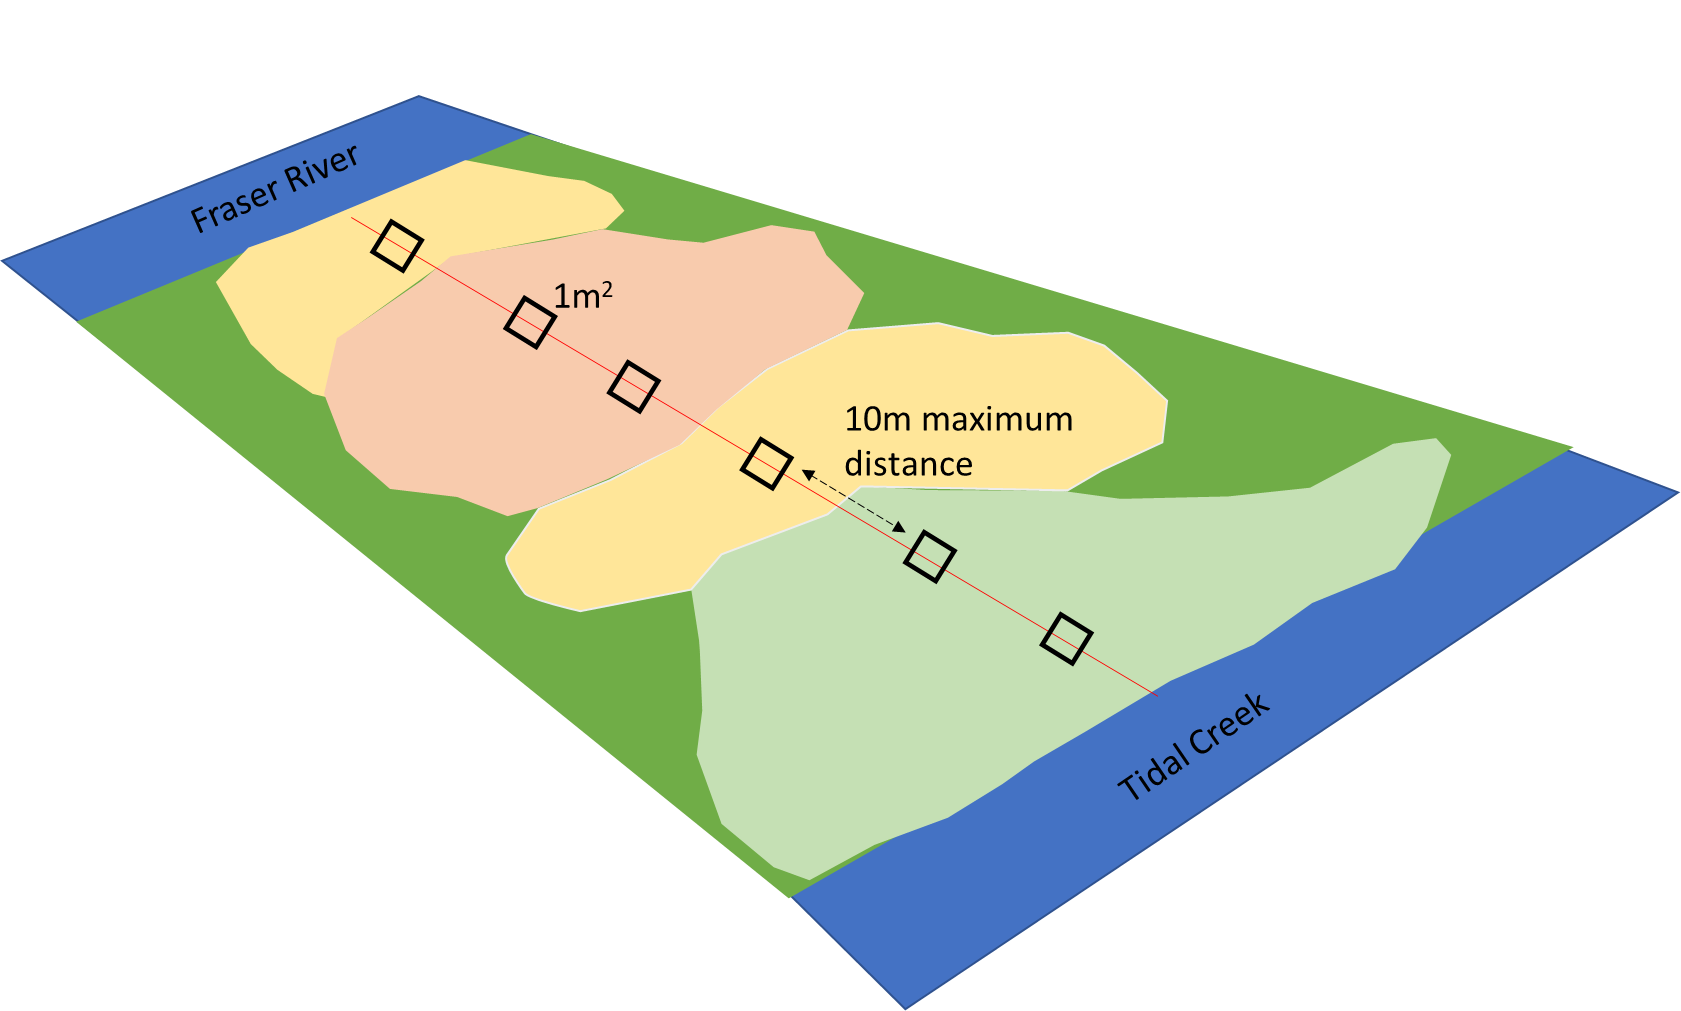 Fraser River
1m²
10m maximum
distance
Tidal Creek